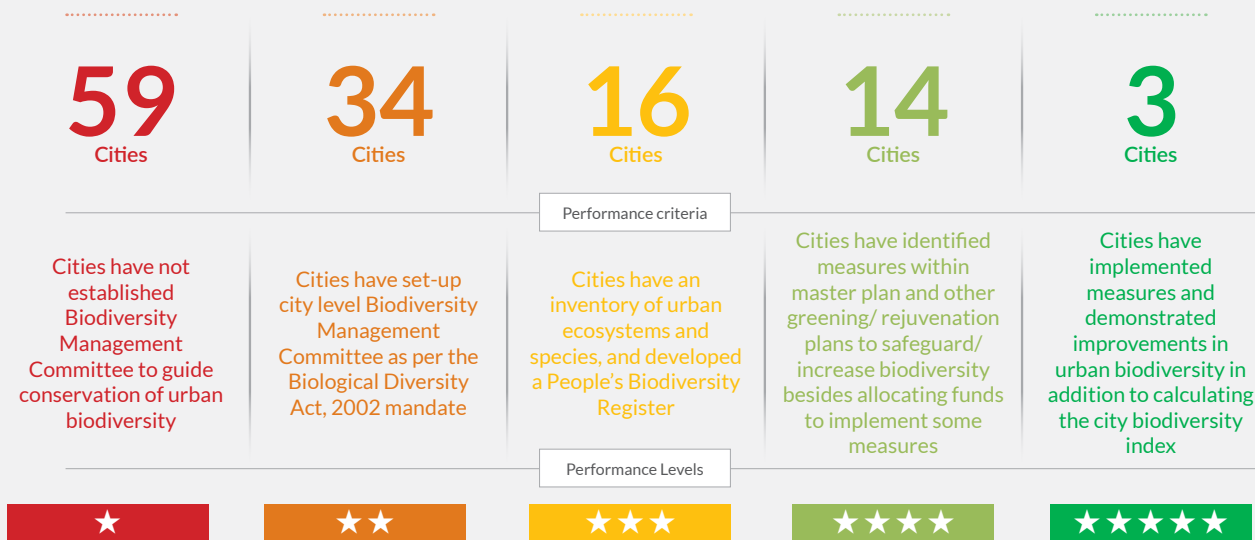 59
Cities
34
Cities
16
Cities
14
Cities
3
Cities
Performance criteria
Cities have not
established
Biodiversity
Management
Committee to guide
conservation of urban
biodiversity
Cities have set-up
city level Biodiversity
Management
Committee as per the
Biological Diversity
Act, 2002 mandate
Cities have an
inventory of urban
ecosystems and
species, and developed
a People's Biodiversity
Register
Cities have identified
measures within
master plan and other
greening/ rejuvenation
plans to safeguard/
increase biodiversity
besides allocating funds
to implement some
measures
Cities have
implemented
measures and
demonstrated
improvements in
urban biodiversity in
addition to calculating
the city biodiversity
index
Performance Levels